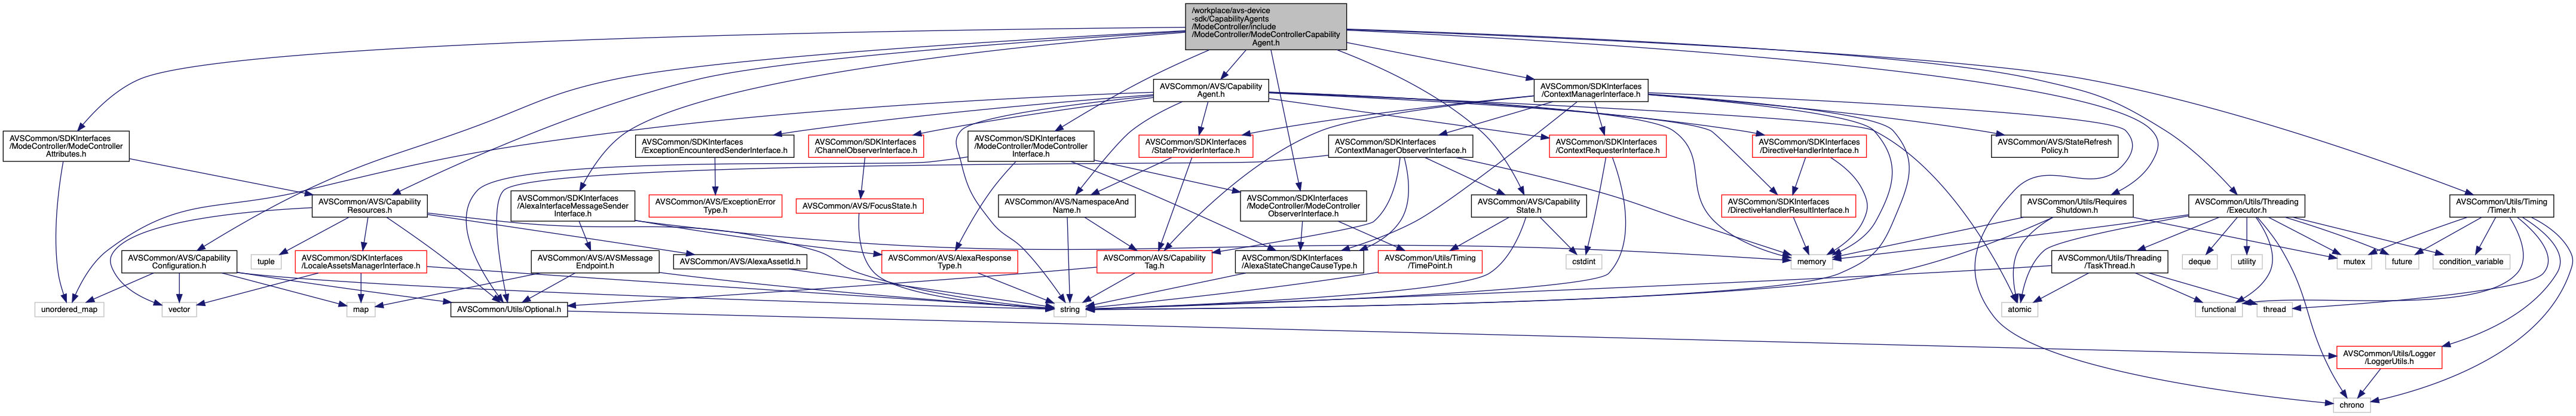 /workplace/avs-device
-sdk/CapabilityAgents
/ModeController/include
/ModeController/ModeControllerCapability
Agent.h
AVSCommon/AVS/Capability
Agent.h
AVSCommon/SDKInterfaces
/ContextManagerInterface.h
AVSCommon/SDKInterfaces
/ModeController/ModeController
Attributes.h
AVSCommon/SDKInterfaces
/ExceptionEncounteredSenderInterface.h
AVSCommon/SDKInterfaces
/ChannelObserverInterface.h
AVSCommon/SDKInterfaces
/ModeController/ModeController
Interface.h
AVSCommon/SDKInterfaces
/StateProviderInterface.h
AVSCommon/SDKInterfaces
/ContextManagerObserverInterface.h
AVSCommon/SDKInterfaces
/ContextRequesterInterface.h
AVSCommon/SDKInterfaces
/DirectiveHandlerInterface.h
AVSCommon/AVS/StateRefresh
Policy.h
AVSCommon/AVS/Capability
Resources.h
AVSCommon/SDKInterfaces
/AlexaInterfaceMessageSender
Interface.h
AVSCommon/AVS/ExceptionError
Type.h
AVSCommon/AVS/FocusState.h
AVSCommon/AVS/NamespaceAnd
Name.h
AVSCommon/SDKInterfaces
/ModeController/ModeController
ObserverInterface.h
AVSCommon/AVS/Capability
State.h
AVSCommon/SDKInterfaces
/DirectiveHandlerResultInterface.h
AVSCommon/Utils/Requires
Shutdown.h
AVSCommon/Utils/Threading
/Executor.h
AVSCommon/Utils/Timing
/Timer.h
AVSCommon/AVS/Capability
Configuration.h
tuple
AVSCommon/SDKInterfaces
/LocaleAssetsManagerInterface.h
AVSCommon/AVS/AVSMessage
Endpoint.h
AVSCommon/AVS/AlexaAssetId.h
AVSCommon/AVS/AlexaResponse
Type.h
AVSCommon/AVS/Capability
Tag.h
AVSCommon/SDKInterfaces
/AlexaStateChangeCauseType.h
AVSCommon/Utils/Timing
/TimePoint.h
cstdint
memory
AVSCommon/Utils/Threading
/TaskThread.h
deque
utility
mutex
future
condition_variable
unordered_map
vector
map
AVSCommon/Utils/Optional.h
string
atomic
functional
thread
AVSCommon/Utils/Logger
/LoggerUtils.h
chrono